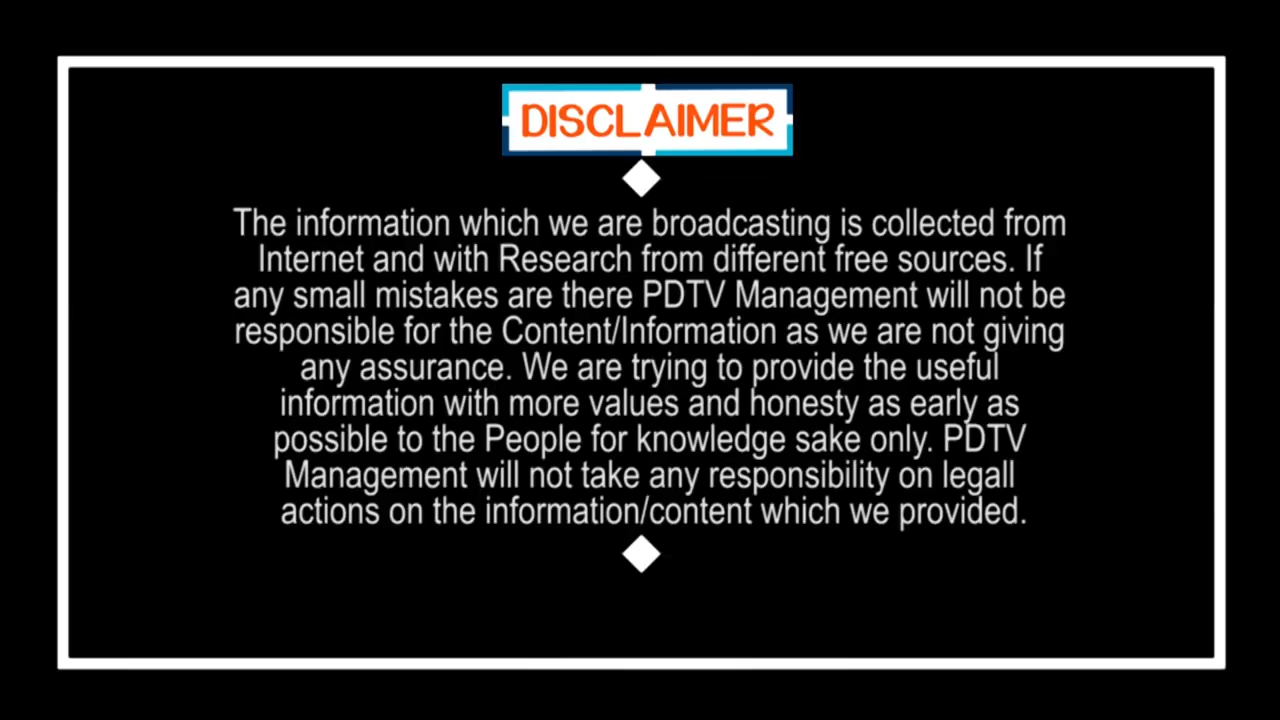 DISCLAIMER
The information which we are broadcasting is collected from
Internet and with Research from different free sources. If
any small mistakes are there PDTV Management will not be
responsible for the Content/Information as we are not giving
any assurance. We are trying to provide the useful
information with more values and honesty as early as
possible to the People for knowledge sake only. PDTV
Management will not take any responsibility on legall
actions on the information/content which we provided.